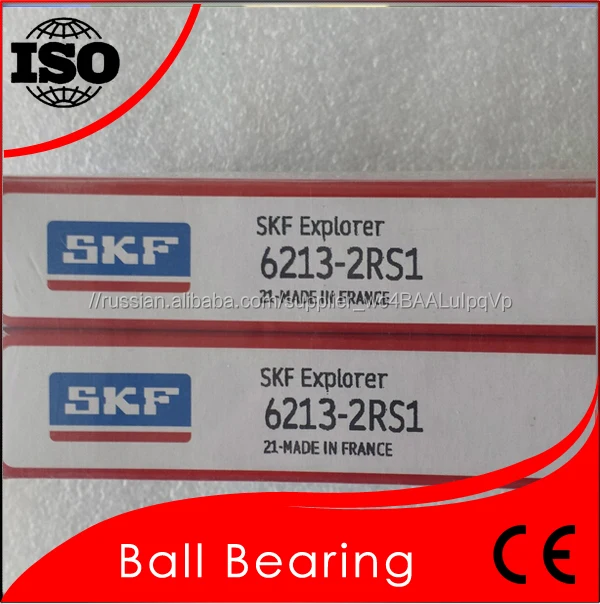 ISO
SKF
SKF Explorer
6213-2RS1
21-MADE IN FRANCE
//russian.alibaba.com/supplier_
SKF
SKF Explorer
6213-2RS1
21-MADE IN FRANCE
Ball Bearing
CE